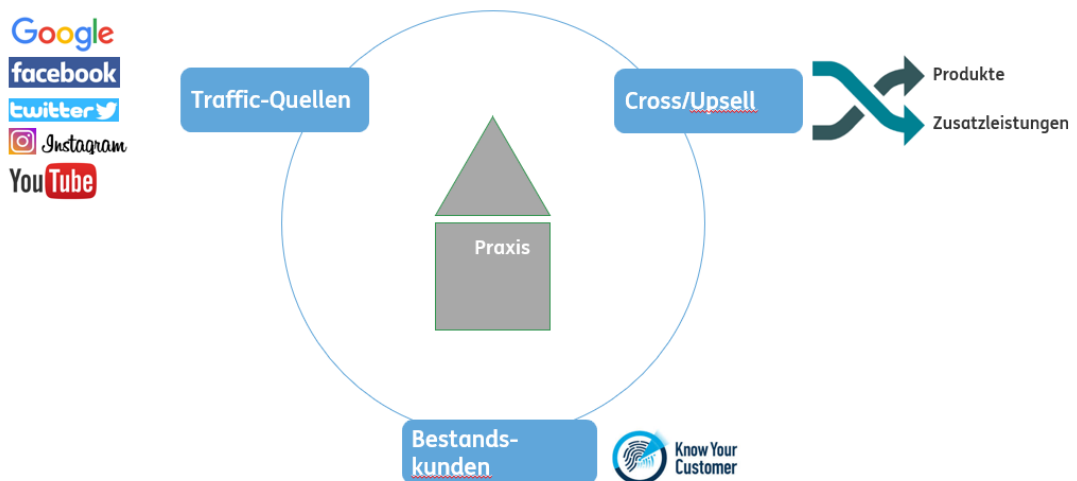 Google
facebook
twitter
Instagram
YouTube
Traffic-Quellen
Cross/Upsell
Produkte
Zusatzleistungen
Praxis
Bestands-
kunden
Know Your
Customer